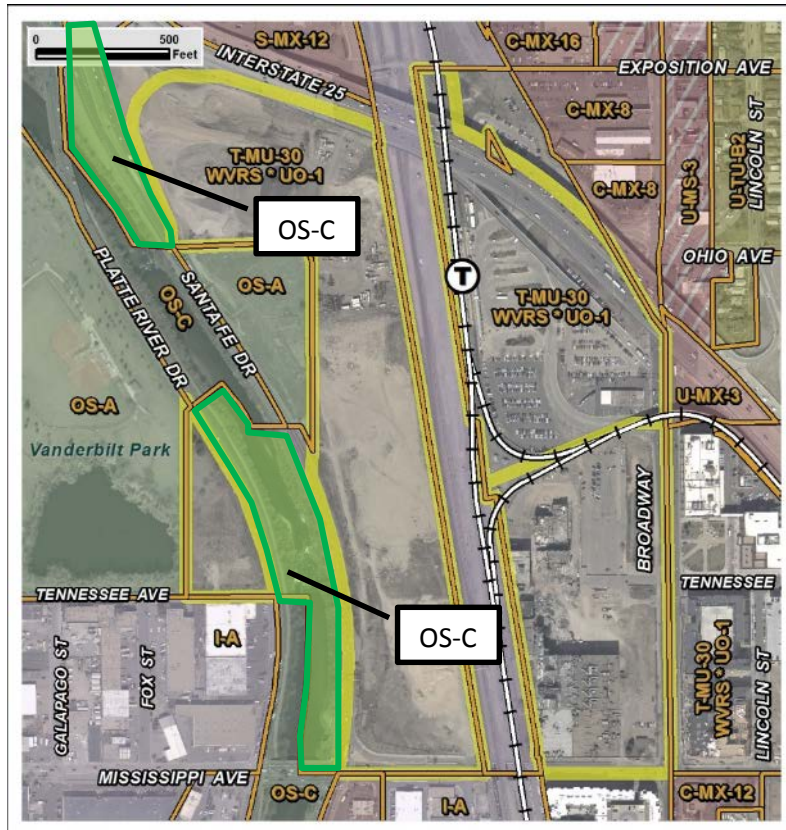 0 500
Feet
S-MX-12
C-MX-16
INTERSTATE 25
EXPOSITION AVE
C-MX-8
T-MU-30
WVRS * UO-1
C-MX-8
U-MS-3
U-TU-B2
LINCOLN ST
OS-C
OHIO AVE
PLATTE RIVER DR
OS-C
SANTA FE DR
OS-A
T
T-MU-30
WVRS * UO-1
OS-A
U-MX-3
Vanderbilt Park
BROADWAY
TENNESSEE AVE
TENNESSEE
GALAPAGO ST
FOX ST
I-A
OS-C
T-MU-30
WVRS * UO-1
LINCOLN ST
MISSISSIPPI AVE
OS-C
I-A
C-MX-12